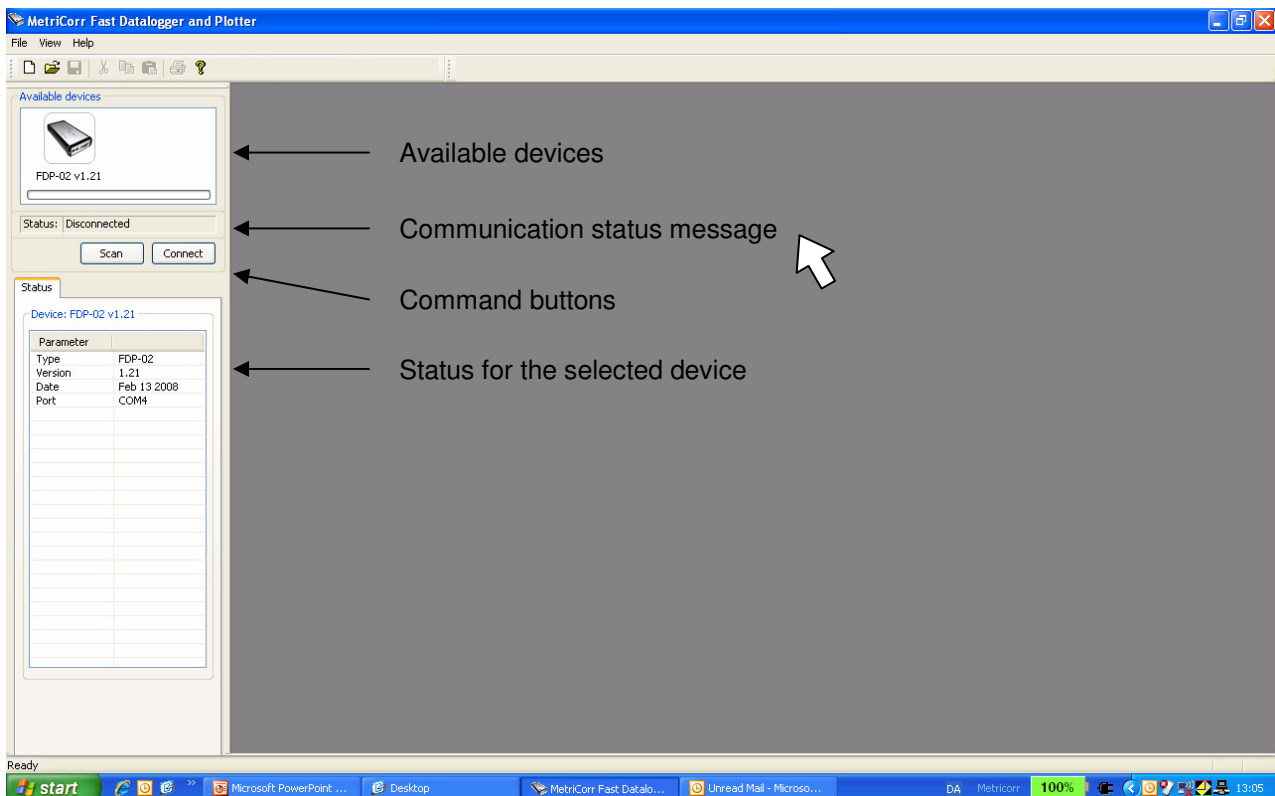 MetriCorr Fast Datalogger and Plotter
File View Help
Available devices
FDP-02 v1.21
Available devices
Status: Disconnected
Communication status message
Scan Connect
Command buttons
Status
Device: FDP-02 v1.21
Parameter
Type FDP-02
Version 1.21
Date Feb 13 2008
Port COM4
Status for the selected device
Ready
start Microsoft PowerPoint ... Desktop MetriCorr Fast Datalo... Unread Mail - Microso... DA Metricorr 100% 13:05